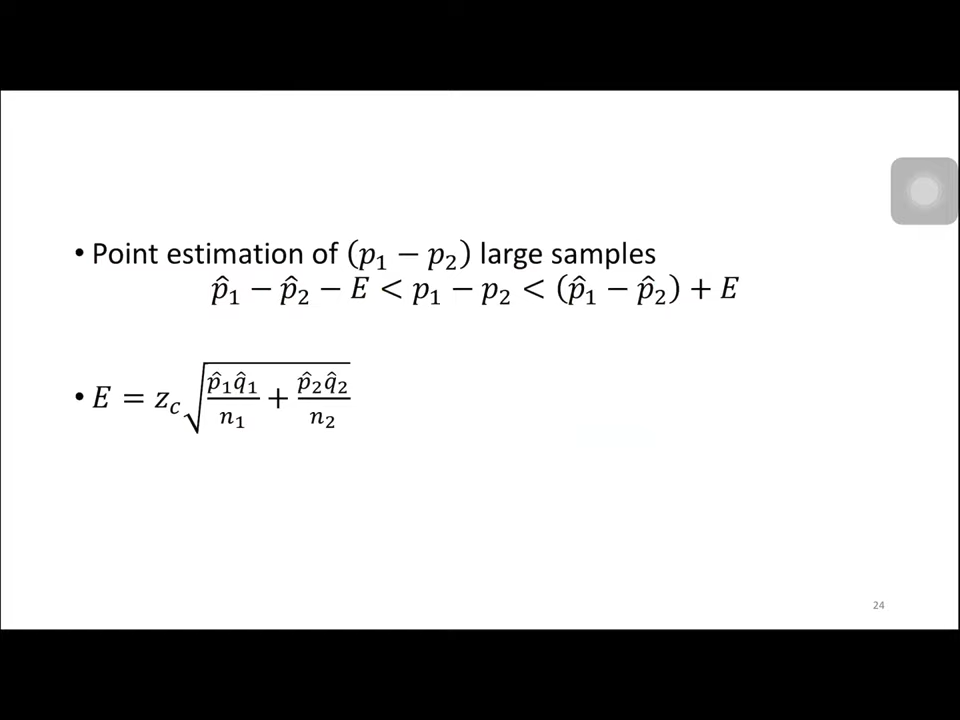 • Point estimation of (p₁ − p₂) large samples
p̂₁ − p̂₂ − E < p₁ − p₂ < (p̂₁ − p̂₂) + E
• E = z_c √(p̂₁q̂₁/n₁ + p̂₂q̂₂/n₂)
24